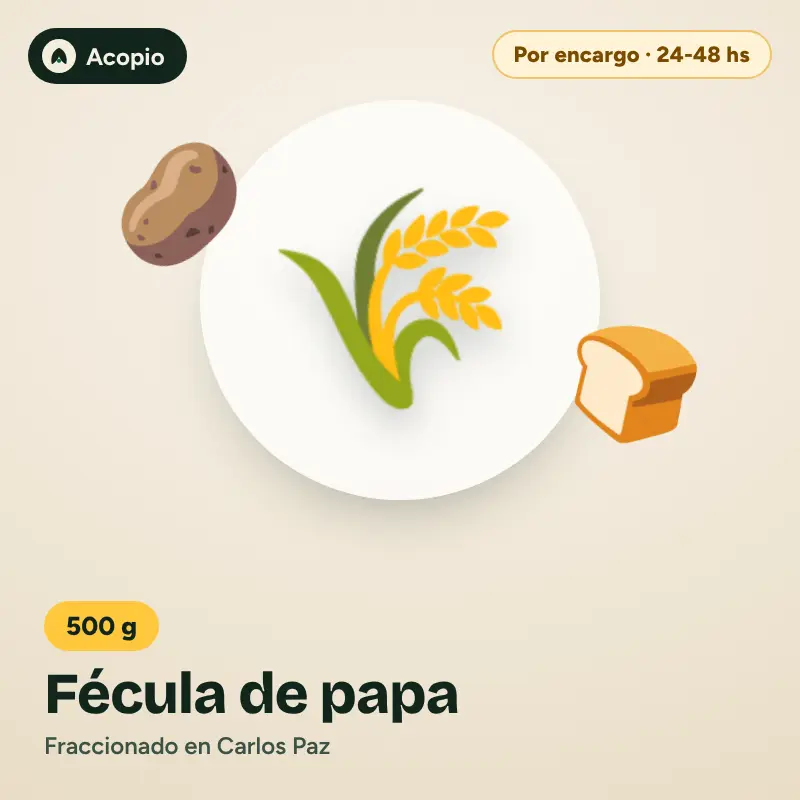 Acopio
Por encargo · 24-48 hs
500 g
Fécula de papa
Fraccionado en Carlos Paz